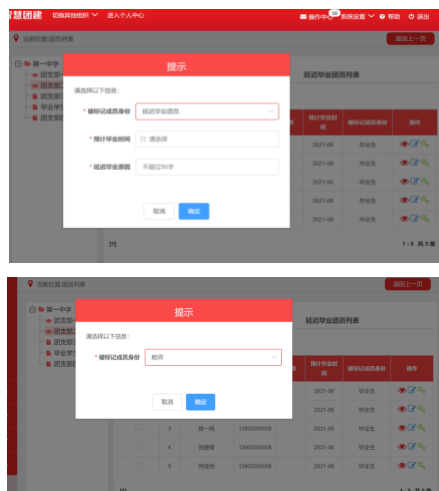 智慧团建 切换其他组织 进入个人中心
操作中心 系统设置 帮助 退出
当前位置:团员列表
返回上一页
提示
请选择以下信息:
* 被标记成员身份 延迟毕业团员
* 预计毕业时间 请选择
* 延迟毕业原因 不超过50字
取消 确定
第一中学
团支部
团支部
团支部
毕业学生
团支部
延迟毕业团员列表
预计毕业时间 被标记成员身份 操作
2021-06 毕业生
2021-06 毕业生
2021-06 毕业生
2021-06 毕业生
2021-06 毕业生
[1]
1-5 共5条
当前位置:团员列表
返回上一页
提示
请选择以下信息:
* 被标记成员身份 教师
取消 确定
第一中学
团支部
团支部
团支部
毕业学生
团支部
延迟毕业团员列表
预计毕业时间 被标记成员身份 操作
2021-06 毕业生
2021-06 毕业生
3 13900000008 2021-06 毕业生
4 13900000008 2021-06 毕业生
5 13900000008 2021-06 毕业生